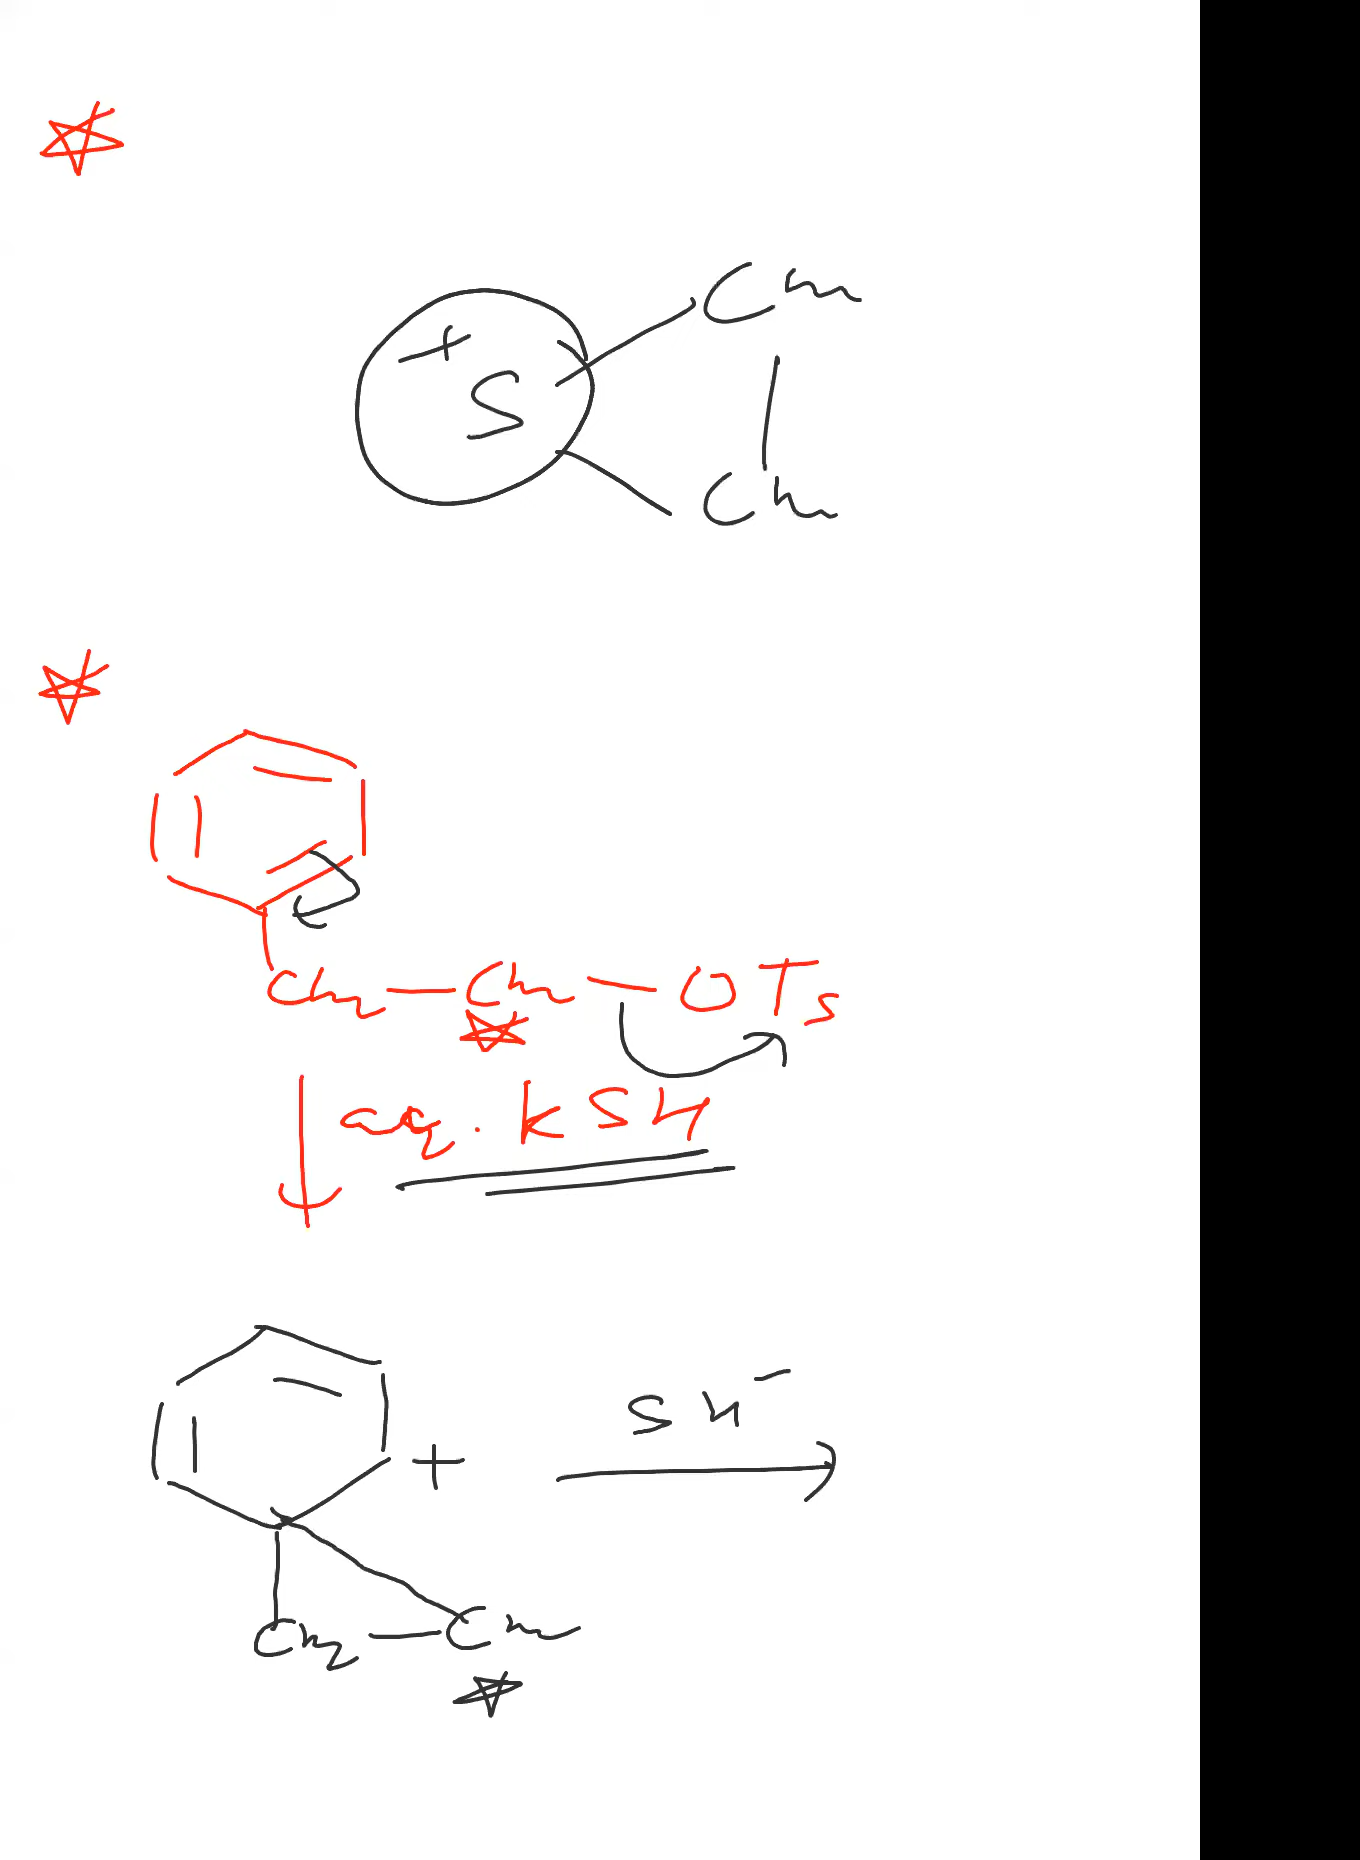 +
S
CH₂
CH₂
CH₂ — CH₂ — OTs
aq. KSH
+
SH⁻
CH₂ — CH₂